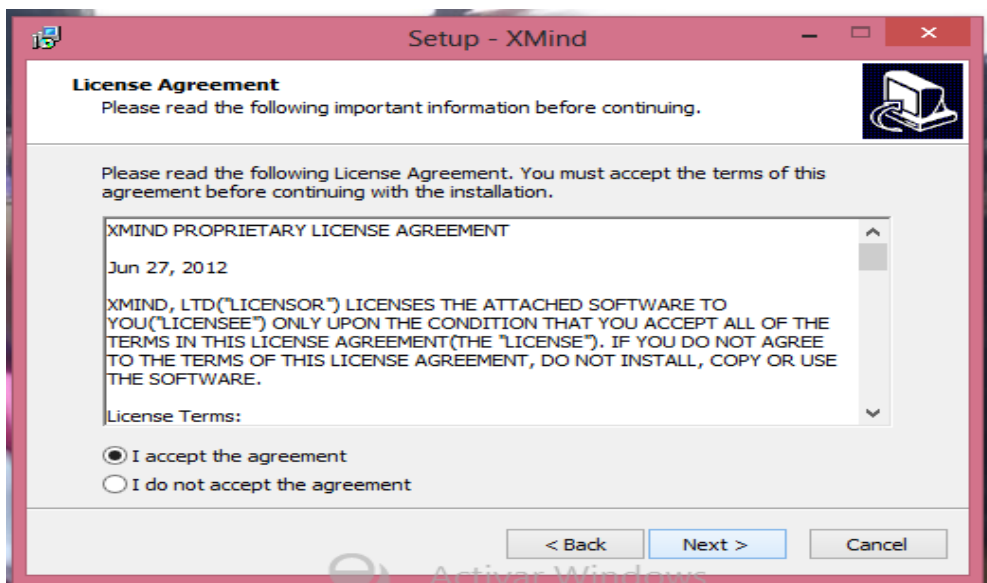 Setup - XMind
License Agreement
Please read the following important information before continuing.
Please read the following License Agreement. You must accept the terms of this
agreement before continuing with the installation.
XMIND PROPRIETARY LICENSE AGREEMENT
Jun 27, 2012
XMIND, LTD("LICENSOR") LICENSES THE ATTACHED SOFTWARE TO
YOU("LICENSEE") ONLY UPON THE CONDITION THAT YOU ACCEPT ALL OF THE
TERMS IN THIS LICENSE AGREEMENT(THE "LICENSE"). IF YOU DO NOT AGREE
TO THE TERMS OF THIS LICENSE AGREEMENT, DO NOT INSTALL, COPY OR USE
THE SOFTWARE.
License Terms:
I accept the agreement
I do not accept the agreement
< Back Next > Cancel
Activar Windows